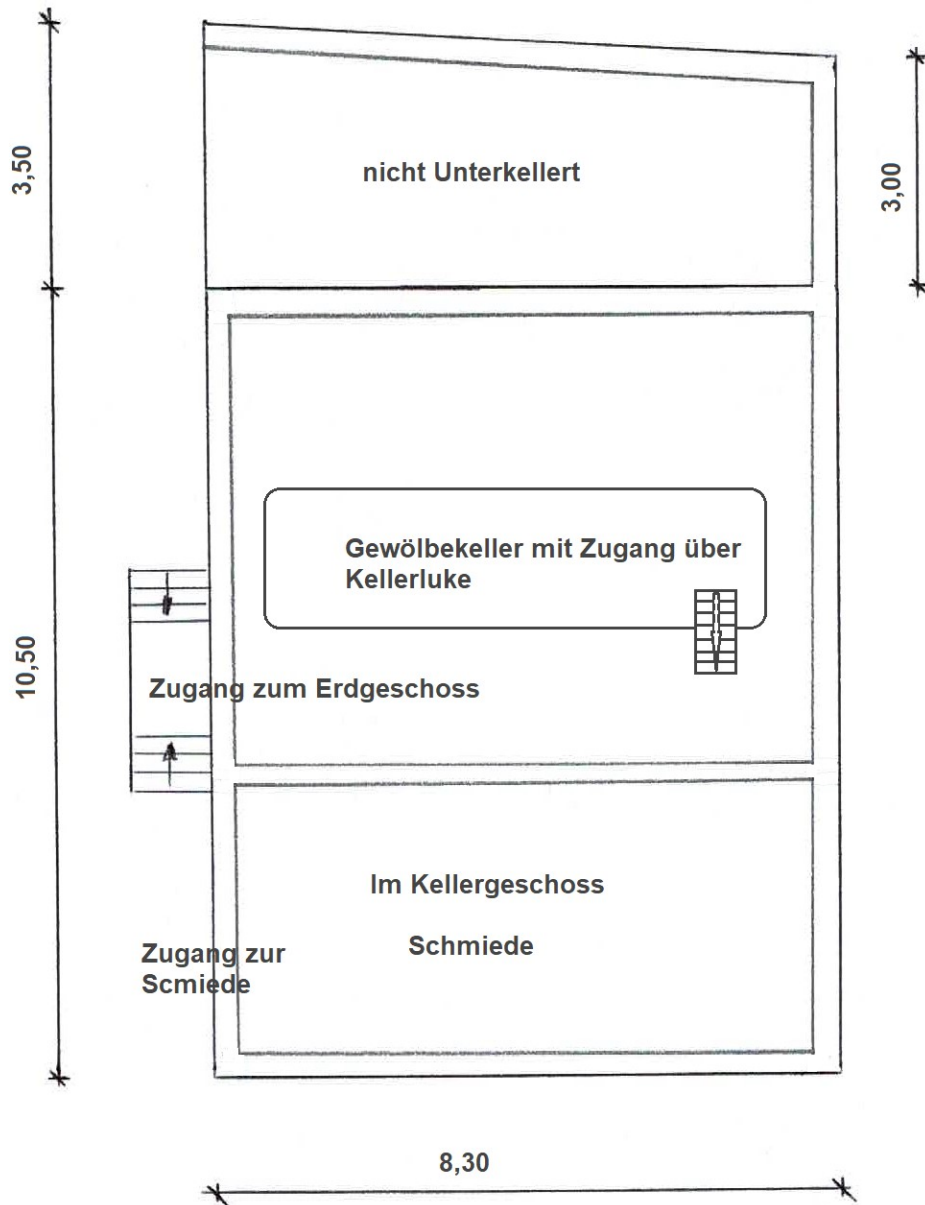 3,50
3,00
nicht Unterkellert
Gewölbekeller mit Zugang über
Kellerluke
10,50
Zugang zum Erdgeschoss
Im Kellergeschoss
Schmiede
Zugang zur
Scmiede
8,30